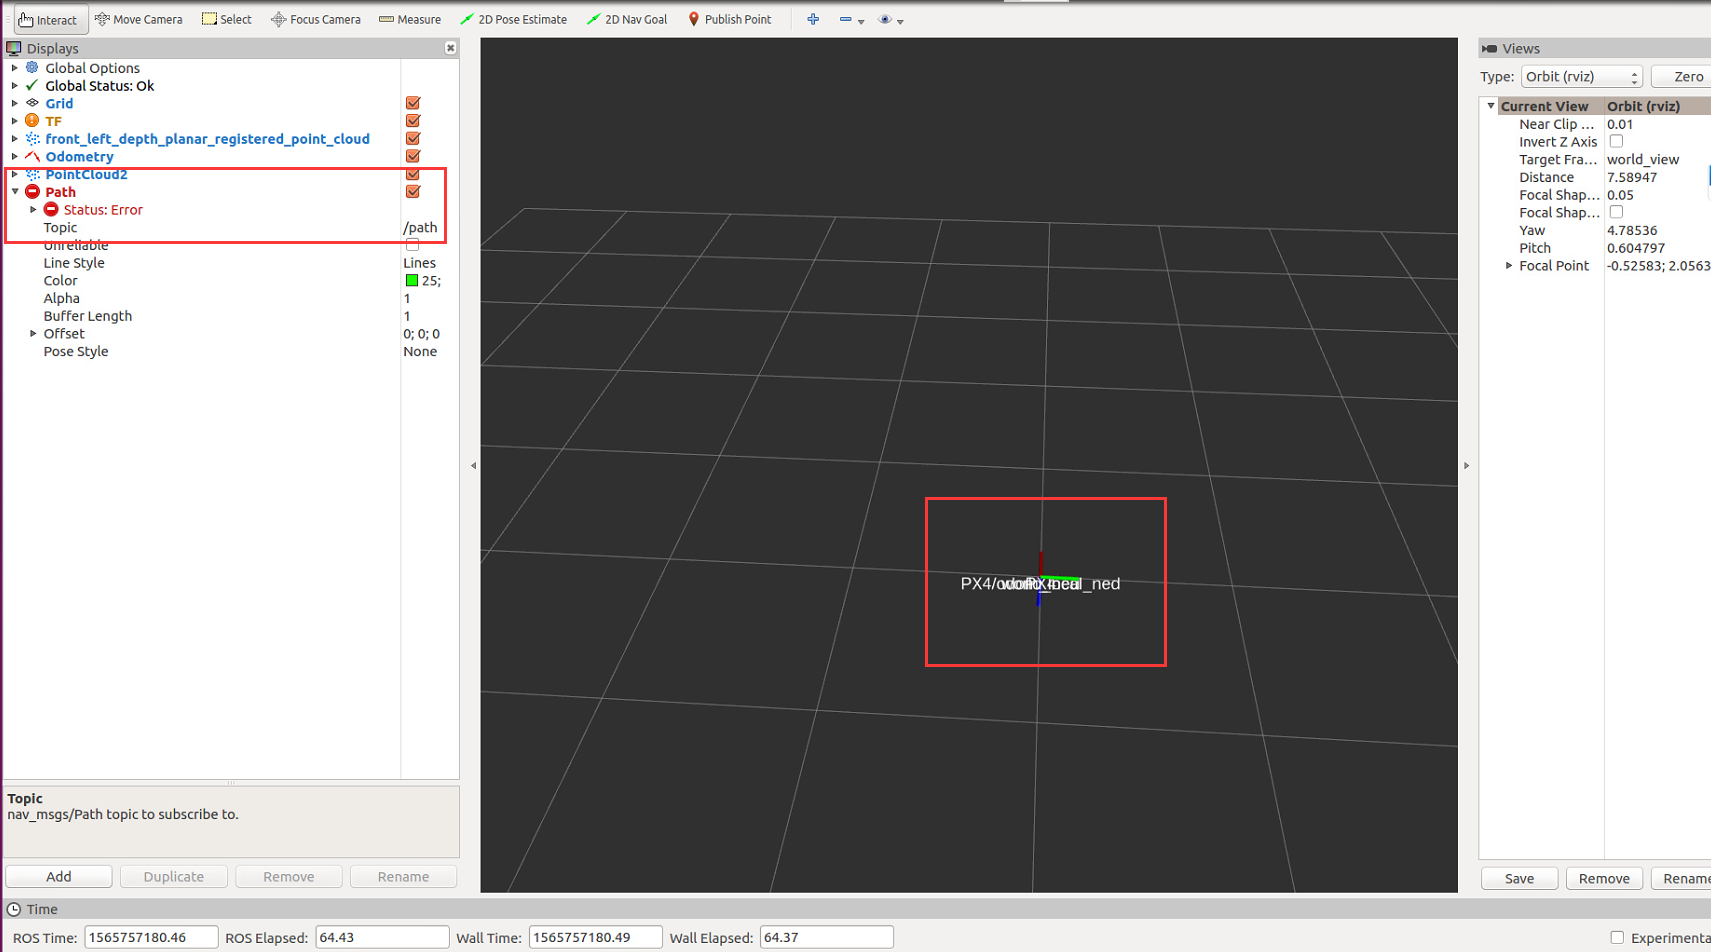 Interact Move Camera Select Focus Camera Measure 2D Pose Estimate 2D Nav Goal Publish Point
Displays
Global Options
Global Status: Ok
Grid
TF
front_left_depth_planar_registered_point_cloud
Odometry
PointCloud2
Path
Status: Error
Topic /path
Unreliable
Line Style Lines
Color 25;
Alpha 1
Buffer Length 1
Offset 0; 0; 0
Pose Style None
Topic
nav_msgs/Path topic to subscribe to.
Add Duplicate Remove Rename
PX4/ _ned
Views
Type: Orbit (rviz) Zero
Current View Orbit (rviz)
Near Clip ... 0.01
Invert Z Axis
Target Fra... world_view
Distance 7.58947
Focal Shap... 0.05
Focal Shap...
Yaw 4.78536
Pitch 0.604797
Focal Point -0.52583; 2.0563
Save Remove Rename
Time
ROS Time: 1565757180.46 ROS Elapsed: 64.43 Wall Time: 1565757180.49 Wall Elapsed: 64.37 Experimenta